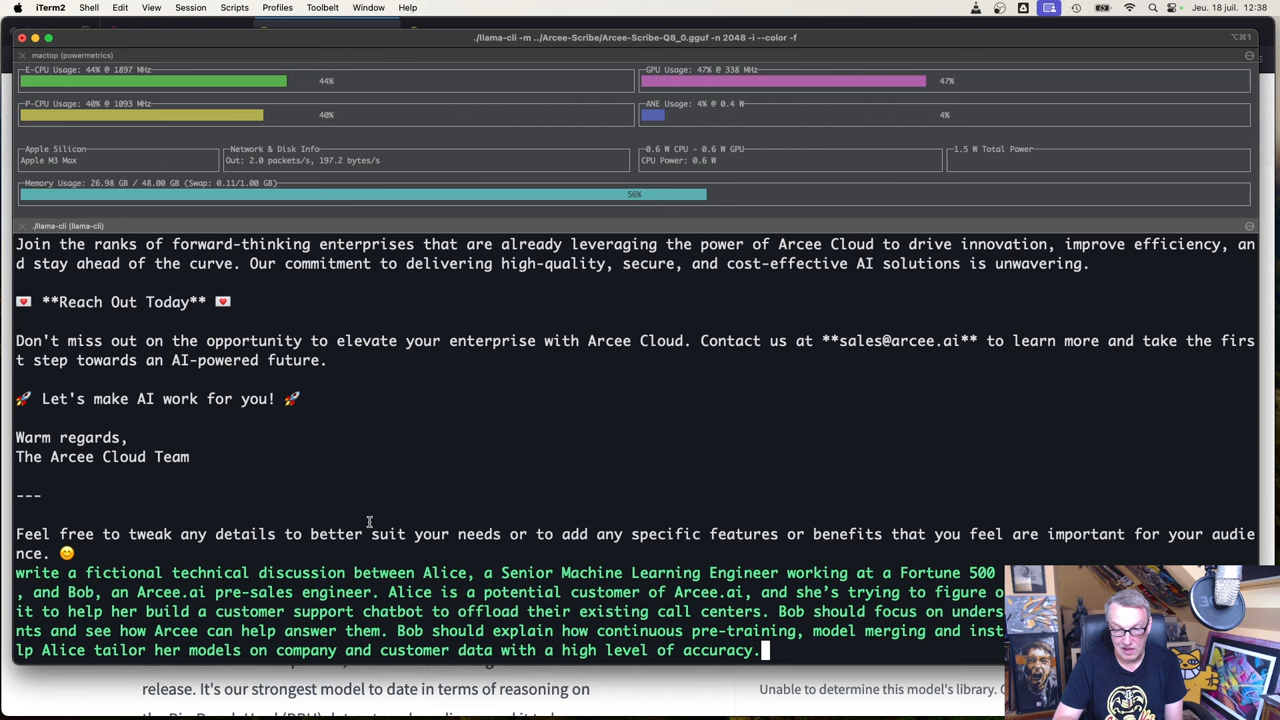 iTerm2 Shell Edit View Session Scripts Profiles Toolbelt Window Help Jeu. 18 juil. 12:38
./llama-cli -m ../Arcee-Scribe/Arcee-Scribe-Q8_0.gguf -n 2048 -i --color -f ⌥⌘1
mactop (powermetrics)
E-CPU Usage: 44% @ 1897 MHz GPU Usage: 47% @ 338 MHz
44% 47%
P-CPU Usage: 40% @ 1093 MHz ANE Usage: 4% @ 0.4 W
40% 4%
Apple Silicon Network & Disk Info 0.6 W CPU - 0.6 W GPU 1.5 W Total Power
Apple M3 Max Out: 2.0 packets/s, 197.2 bytes/s CPU Power: 0.6 W
Memory Usage: 26.98 GB / 48.00 GB (Swap: 0.11/1.00 GB)
56%
./llama-cli (llama-cli)
Join the ranks of forward-thinking enterprises that are already leveraging the power of Arcee Cloud to drive innovation, improve efficiency, an
d stay ahead of the curve. Our commitment to delivering high-quality, secure, and cost-effective AI solutions is unwavering.
💌 **Reach Out Today** 💌
Don't miss out on the opportunity to elevate your enterprise with Arcee Cloud. Contact us at **sales@arcee.ai** to learn more and take the firs
t step towards an AI-powered future.
🚀 Let's make AI work for you! 🚀
Warm regards,
The Arcee Cloud Team
---
Feel free to tweak any details to better suit your needs or to add any specific features or benefits that you feel are important for your audie
nce. 😊
write a fictional technical discussion between Alice, a Senior Machine Learning Engineer working at a Fortune 500
, and Bob, an Arcee.ai pre-sales engineer. Alice is a potential customer of Arcee.ai, and she's trying to figure o
it to help her build a customer support chatbot to offload their existing call centers. Bob should focus on unders
nts and see how Arcee can help answer them. Bob should explain how continuous pre-training, model merging and inst
lp Alice tailor her models on company and customer data with a high level of accuracy.
release. It's our strongest model to date in terms of reasoning on
Unable to determine this model's library. C